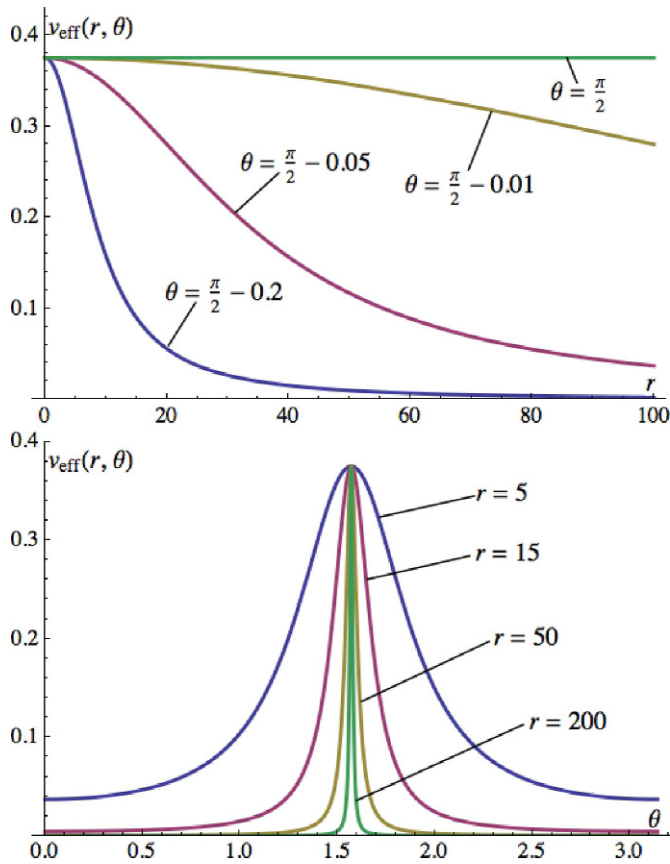 0.4
v_eff(r, θ)
θ = π/2
0.3
θ = π/2 − 0.05
θ = π/2 − 0.01
0.2
θ = π/2 − 0.2
0.1
r
0 20 40 60 80 100
0.4
v_eff(r, θ)
r = 5
0.3
r = 15
0.2
r = 50
r = 200
0.1
θ
0.0 0.5 1.0 1.5 2.0 2.5 3.0